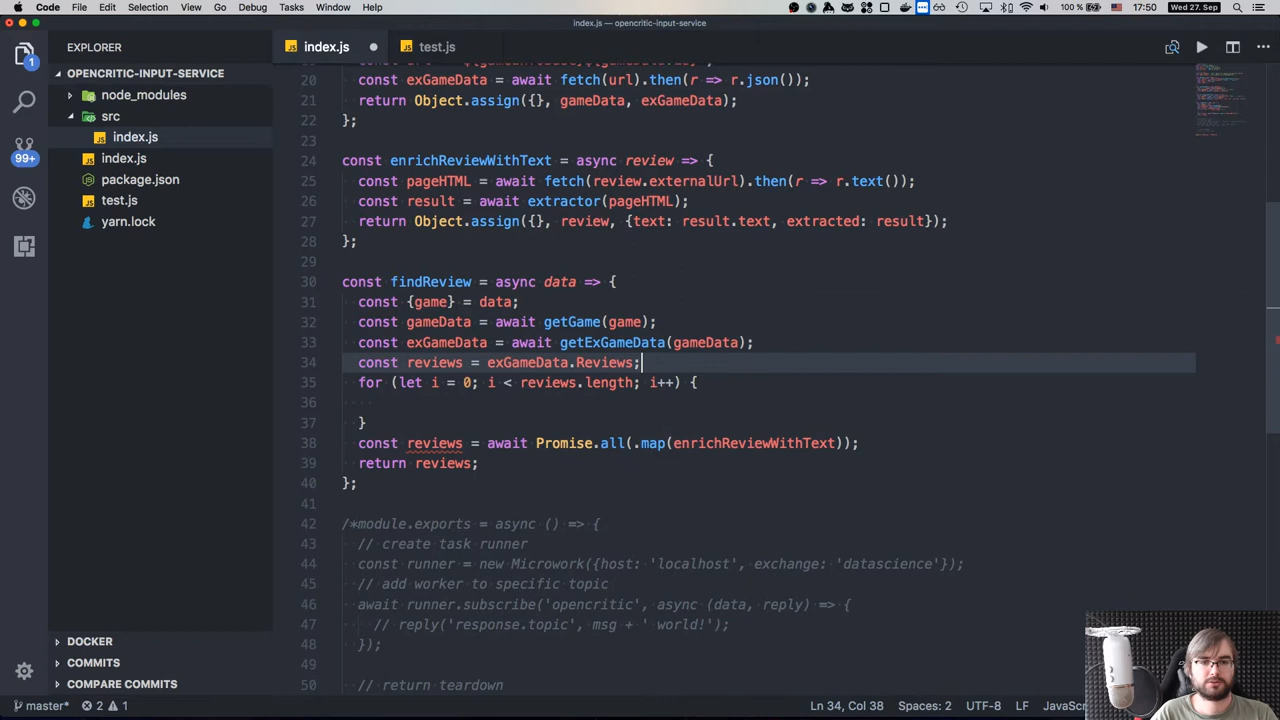 Code File Edit Selection View Go Debug Tasks Window Help 100 % 17:50 Wed 27. Sep
index.js — opencritic-input-service
EXPLORER
index.js
test.js
OPENCRITIC-INPUT-SERVICE
node_modules
src
index.js
index.js
package.json
test.js
yarn.lock
1
99+
20 const exGameData = await fetch(url).then(r => r.json());
21 return Object.assign({}, gameData, exGameData);
22 };
23
24 const enrichReviewWithText = async review => {
25 const pageHTML = await fetch(review.externalUrl).then(r => r.text());
26 const result = await extractor(pageHTML);
27 return Object.assign({}, review, {text: result.text, extracted: result});
28 };
29
30 const findReview = async data => {
31 const {game} = data;
32 const gameData = await getGame(game);
33 const exGameData = await getExGameData(gameData);
34 const reviews = exGameData.Reviews;
35 for (let i = 0; i < reviews.length; i++) {
36
37 }
38 const reviews = await Promise.all(.map(enrichReviewWithText));
39 return reviews;
40 };
41
42 /*module.exports = async () => {
43 // create task runner
44 const runner = new Microwork({host: 'localhost', exchange: 'datascience'});
45 // add worker to specific topic
46 await runner.subscribe('opencritic', async (data, reply) => {
47 // reply('response.topic', msg + ' world!');
48 });
49
50 // return teardown
DOCKER
COMMITS
COMPARE COMMITS
master* 2 1 Ln 34, Col 38 Spaces: 2 UTF-8 LF